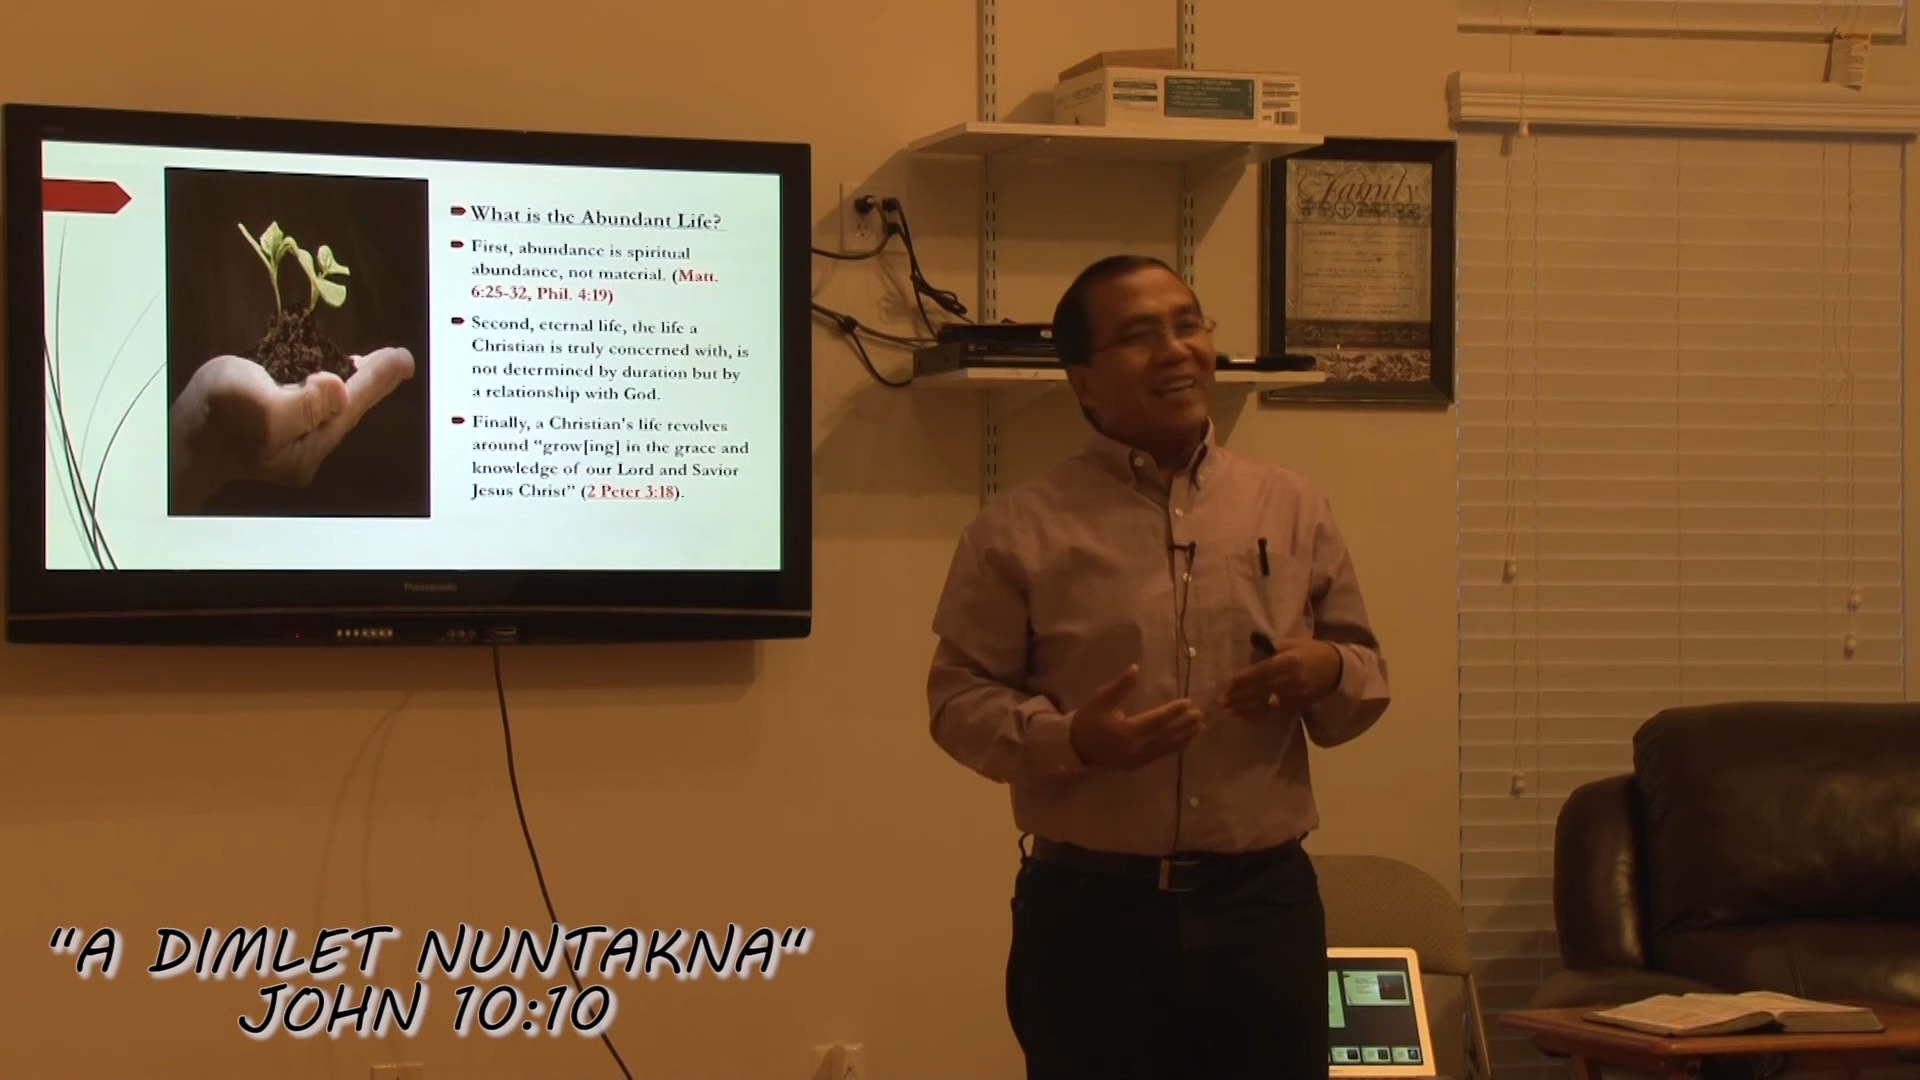 What is the Abundant Life?
First, abundance is spiritual
abundance, not material. (Matt.
6:25-32, Phil. 4:19)
Second, eternal life, the life a
Christian is truly concerned with, is
not determined by duration but by
a relationship with God.
Finally, a Christian's life revolves
around “grow[ing] in the grace and
knowledge of our Lord and Savior
Jesus Christ” (2 Peter 3:18).
Panasonic
Family
"A DIMLET NUNTAKNA"
JOHN 10:10